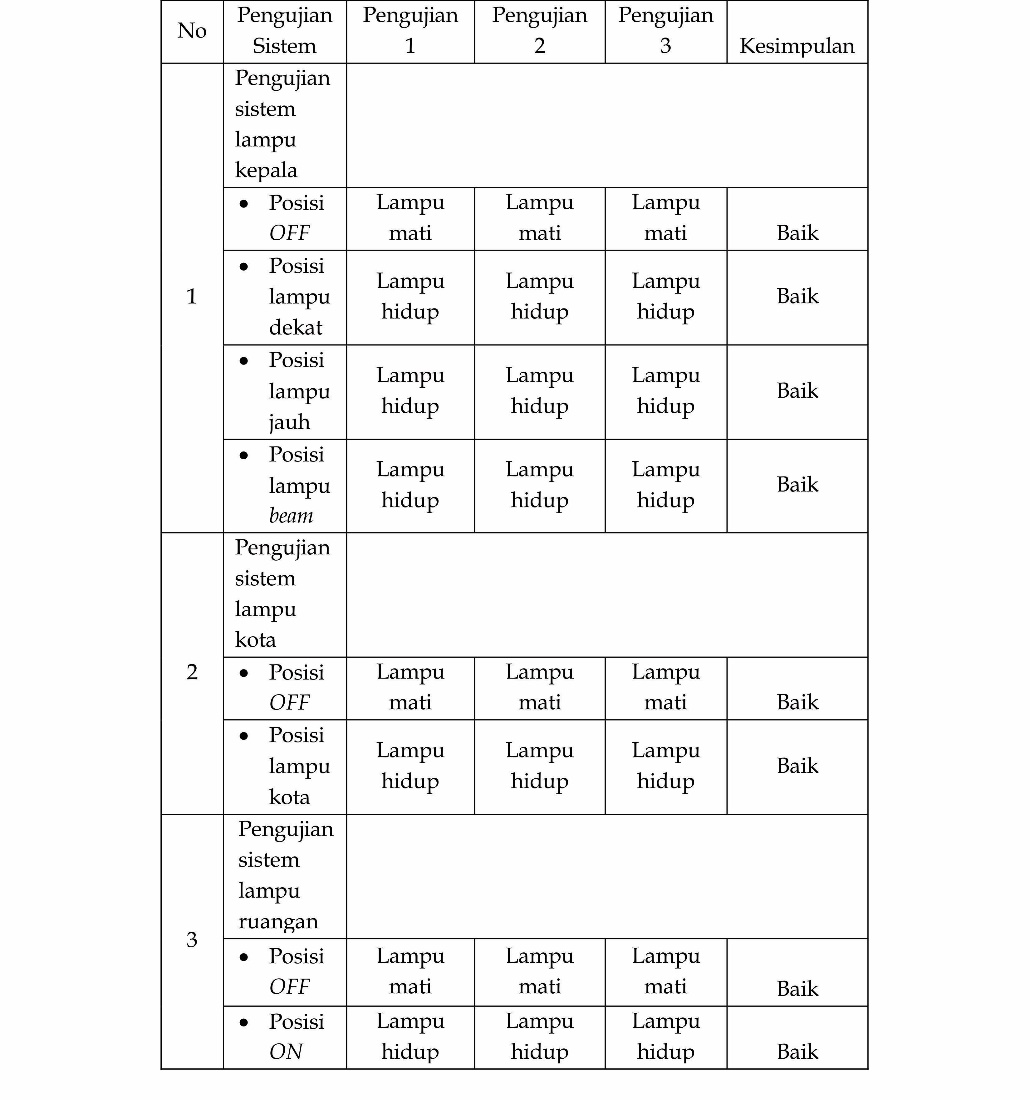 No
Pengujian
Sistem
Pengujian
1
Pengujian
2
Pengujian
3
Kesimpulan
1
Pengujian
sistem
lampu
kepala
• Posisi
OFF
Lampu
mati
Lampu
mati
Lampu
mati
Baik
• Posisi
lampu
dekat
Lampu
hidup
Lampu
hidup
Lampu
hidup
Baik
• Posisi
lampu
jauh
Lampu
hidup
Lampu
hidup
Lampu
hidup
Baik
• Posisi
lampu
beam
Lampu
hidup
Lampu
hidup
Lampu
hidup
Baik
2
Pengujian
sistem
lampu
kota
• Posisi
OFF
Lampu
mati
Lampu
mati
Lampu
mati
Baik
• Posisi
lampu
kota
Lampu
hidup
Lampu
hidup
Lampu
hidup
Baik
3
Pengujian
sistem
lampu
ruangan
• Posisi
OFF
Lampu
mati
Lampu
mati
Lampu
mati
Baik
• Posisi
ON
Lampu
hidup
Lampu
hidup
Lampu
hidup
Baik